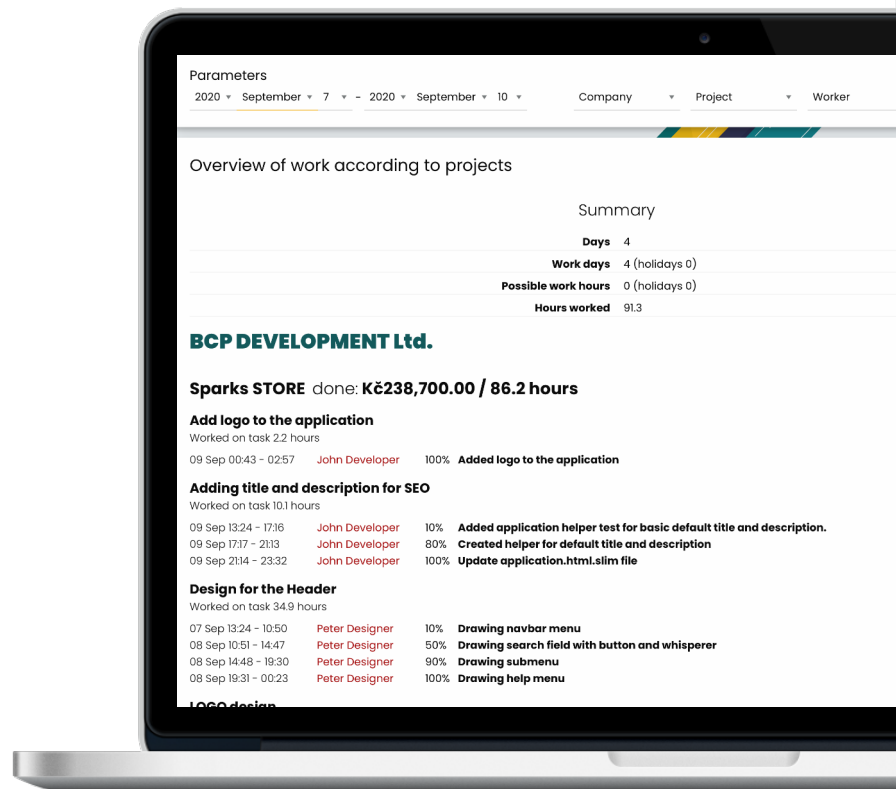 Parameters
2020 September 7 - 2020 September 10 Company Project Worker
Overview of work according to projects
Summary
Days 4
Work days 4 (holidays 0)
Possible work hours 0 (holidays 0)
Hours worked 91.3
BCP DEVELOPMENT Ltd.
Sparks STORE done: Kč238,700.00 / 86.2 hours
Add logo to the application
Worked on task 2.2 hours
09 Sep 00:43 - 02:57 John Developer 100% Added logo to the application
Adding title and description for SEO
Worked on task 10.1 hours
09 Sep 13:24 - 17:16 John Developer 10% Added application helper test for basic default title and description.
09 Sep 17:17 - 21:13 John Developer 80% Created helper for default title and description
09 Sep 21:14 - 23:32 John Developer 100% Update application.html.slim file
Design for the Header
Worked on task 34.9 hours
07 Sep 13:24 - 10:50 Peter Designer 10% Drawing navbar menu
08 Sep 10:51 - 14:47 Peter Designer 50% Drawing search field with button and whisperer
08 Sep 14:48 - 19:30 Peter Designer 90% Drawing submenu
08 Sep 19:31 - 00:23 Peter Designer 100% Drawing help menu
LOGO design